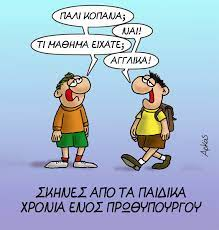 ΠΑΛΙ ΚΟΠΑΝΑ;
ΝΑΙ!
ΤΙ ΜΑΘΗΜΑ ΕΙΧΑΤΕ;
ΑΓΓΛΙΚΑ!
Αρκάς
ΣΚΗΝΕΣ ΑΠΟ ΤΑ ΠΑΙΔΙΚΑ
ΧΡΟΝΙΑ ΕΝΟΣ ΠΡΩΘΥΠΟΥΡΓΟΥ